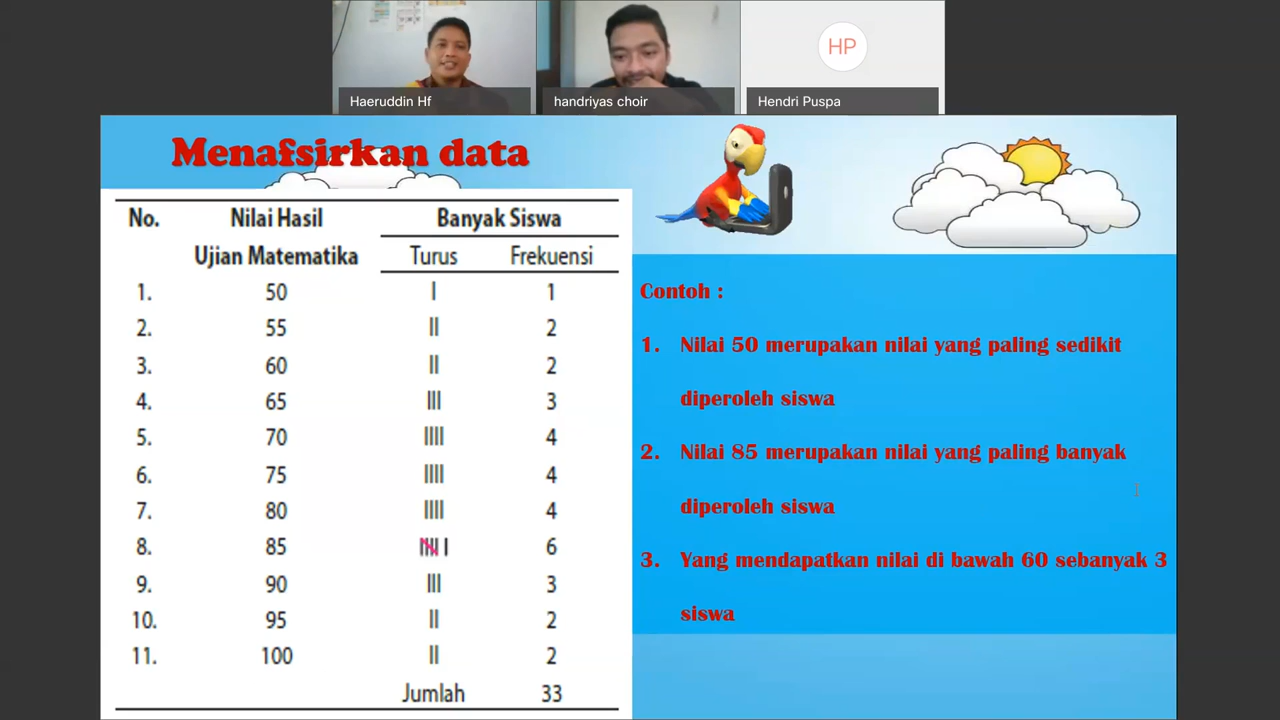 Haeruddin Hf
handriyas choir
HP
Hendri Puspa
Menafsirkan data
No. Nilai Hasil Banyak Siswa
Ujian Matematika Turus Frekuensi
1. 50 I 1
2. 55 II 2
3. 60 II 2
4. 65 III 3
5. 70 IIII 4
6. 75 IIII 4
7. 80 IIII 4
8. 85 IIII I 6
9. 90 III 3
10. 95 II 2
11. 100 II 2
Jumlah 33
Contoh :
1. Nilai 50 merupakan nilai yang paling sedikit
diperoleh siswa
2. Nilai 85 merupakan nilai yang paling banyak
diperoleh siswa
3. Yang mendapatkan nilai di bawah 60 sebanyak 3
siswa